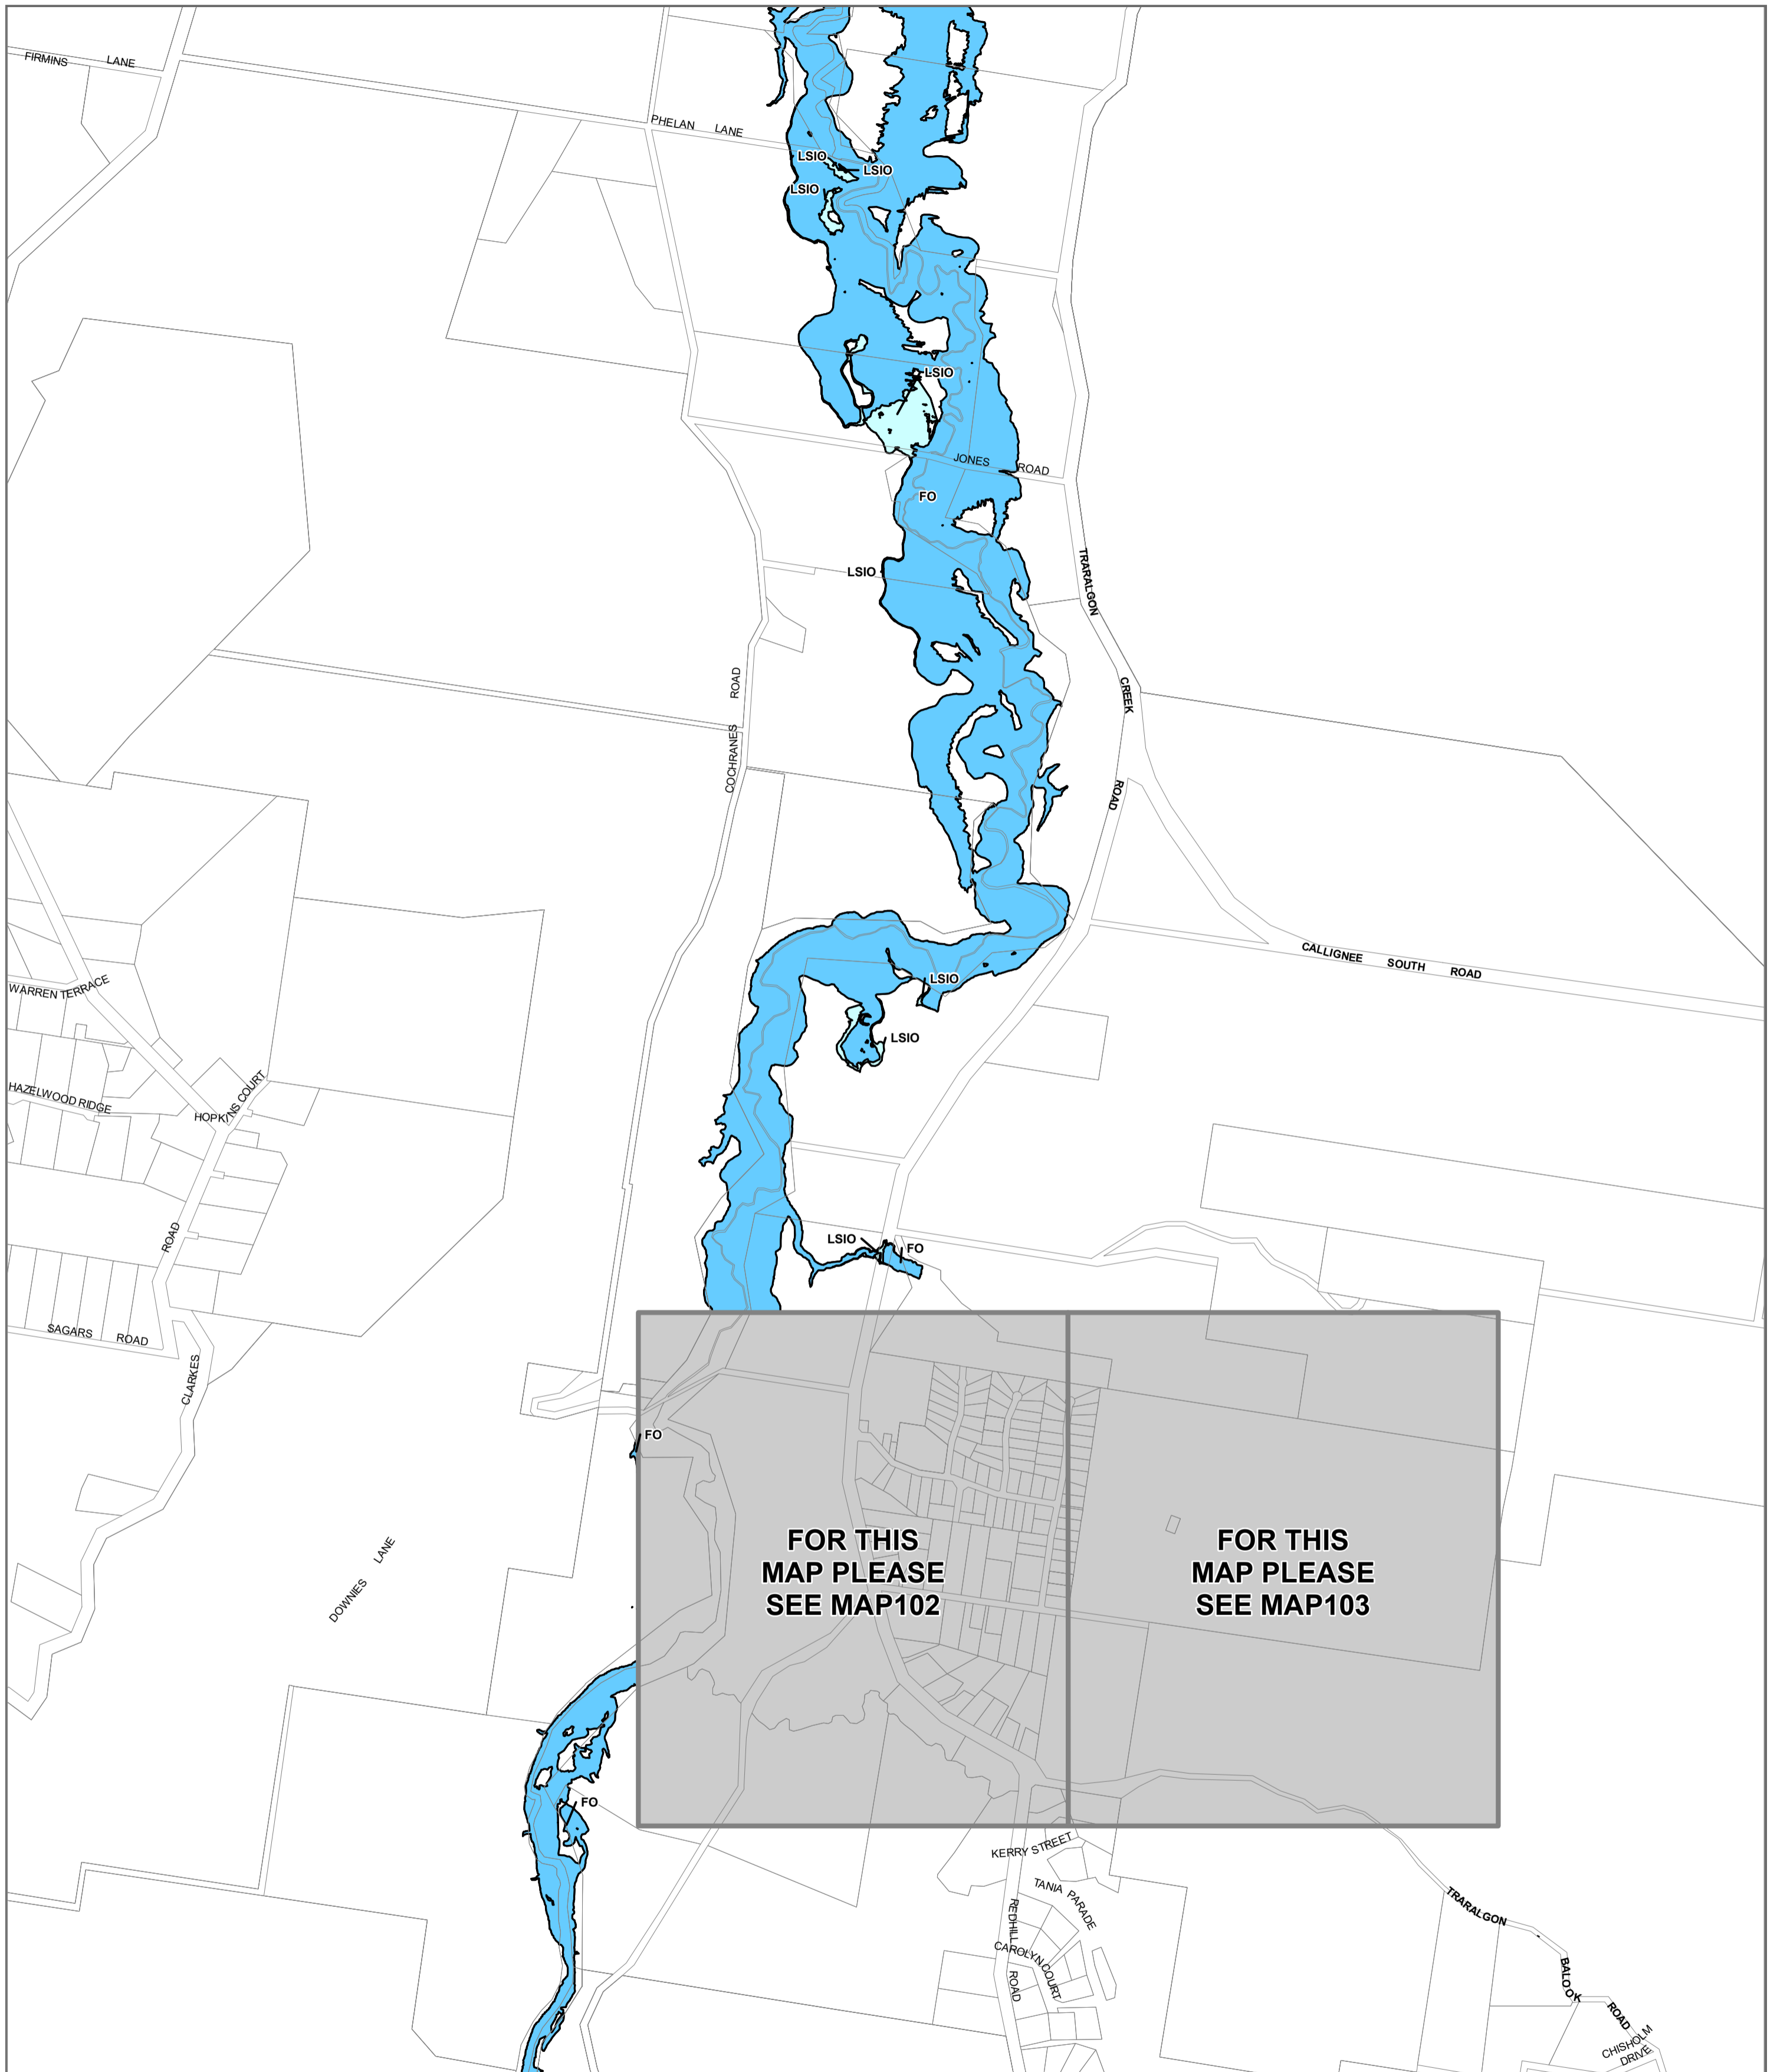 FIRMINS LANE
PHELAN LANE
LSIO
LSIO
LSIO
LSIO
JONES ROAD
FO
TRARALGON CREEK ROAD
LSIO
COCHRANES ROAD
CALLIGNEE SOUTH ROAD
WARREN TERRACE
LSIO
LSIO
HAZELWOOD RIDGE
HOPKINS COURT
ROAD
LSIO
FO
SAGARS ROAD
CLARKES
FO
DOWNIES LANE
FOR THIS
MAP PLEASE
SEE MAP102
FOR THIS
MAP PLEASE
SEE MAP103
FO
KERRY STREET
TANIA PARADE
REDHILL ROAD
CAROLYN COURT
TRARALGON BALOOK ROAD
CHISHOLM
DRIVE